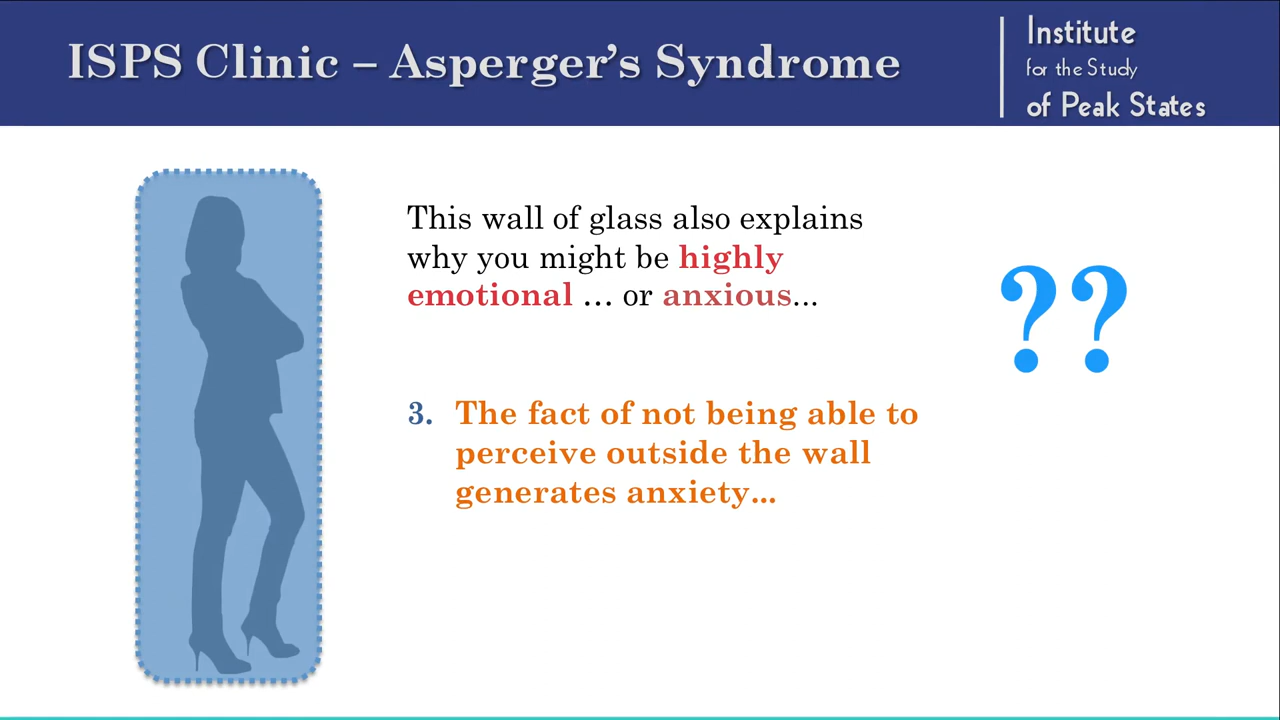 ISPS Clinic – Asperger's Syndrome
Institute
for the Study
of Peak States
This wall of glass also explains
why you might be highly
emotional … or anxious...
??
3. The fact of not being able to
perceive outside the wall
generates anxiety...